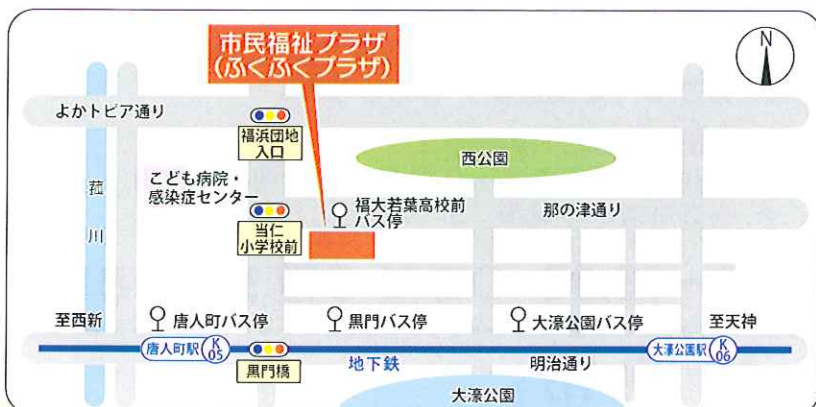 市民福祉プラザ
(ふくふくプラザ)
N
よかトピア通り
福浜団地
入口
西公園
こども病院・
感染症センター
菰川
福大若葉高校前
バス停
那の津通り
当仁
小学校前
至西新
唐人町バス停
黒門バス停
大濠公園バス停
至天神
唐人町駅
K
05
黒門橋
地下鉄
明治通り
大濠公園駅
K
06
大濠公園